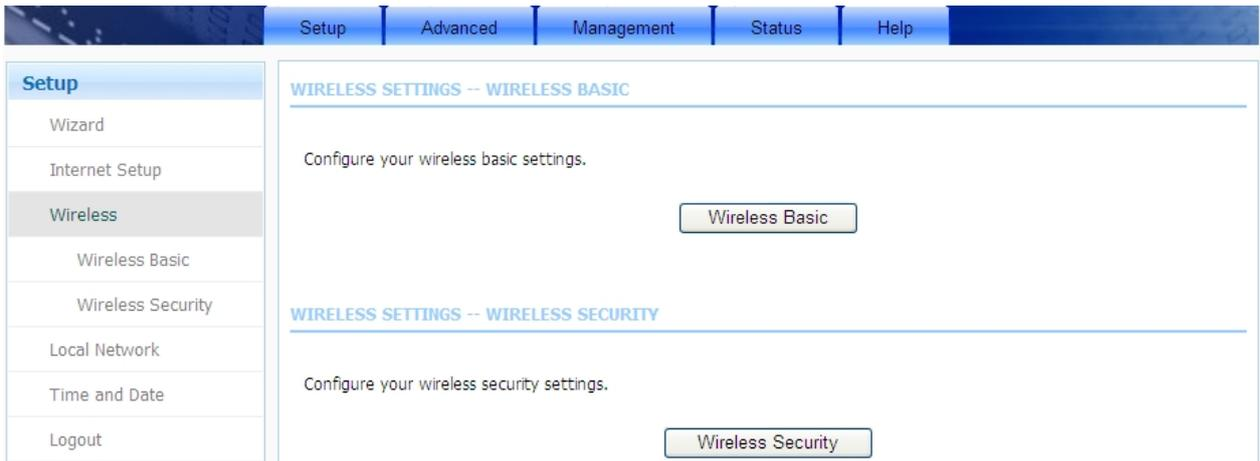 Setup Advanced Management Status Help
Setup
Wizard
Internet Setup
Wireless
Wireless Basic
Wireless Security
Local Network
Time and Date
Logout
WIRELESS SETTINGS -- WIRELESS BASIC
Configure your wireless basic settings.
Wireless Basic
WIRELESS SETTINGS -- WIRELESS SECURITY
Configure your wireless security settings.
Wireless Security